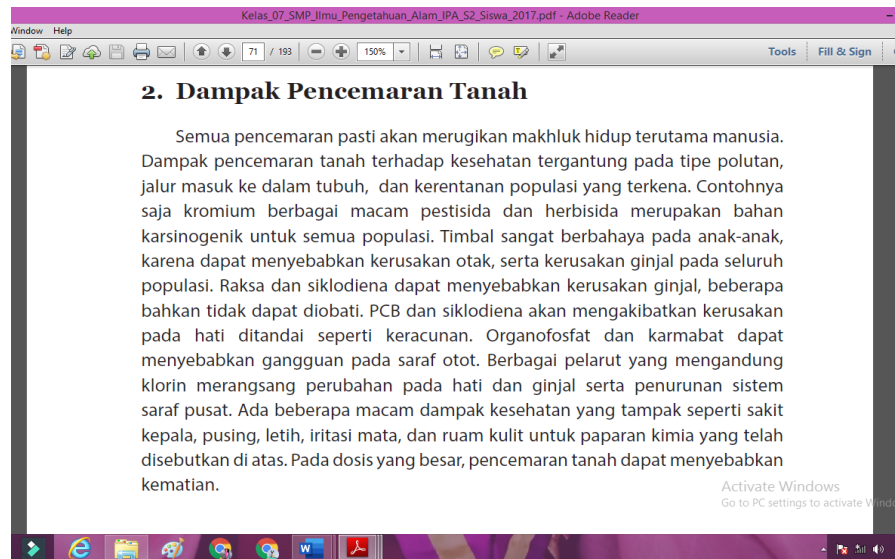 Kelas_07_SMP_Ilmu_Pengetahuan_Alam_IPA_S2_Siswa_2017.pdf - Adobe Reader
Window Help
71 / 193 150% Tools Fill & Sign
2. Dampak Pencemaran Tanah
Semua pencemaran pasti akan merugikan makhluk hidup terutama manusia.
Dampak pencemaran tanah terhadap kesehatan tergantung pada tipe polutan,
jalur masuk ke dalam tubuh, dan kerentanan populasi yang terkena. Contohnya
saja kromium berbagai macam pestisida dan herbisida merupakan bahan
karsinogenik untuk semua populasi. Timbal sangat berbahaya pada anak-anak,
karena dapat menyebabkan kerusakan otak, serta kerusakan ginjal pada seluruh
populasi. Raksa dan siklodiena dapat menyebabkan kerusakan ginjal, beberapa
bahkan tidak dapat diobati. PCB dan siklodiena akan mengakibatkan kerusakan
pada hati ditandai seperti keracunan. Organofosfat dan karmabat dapat
menyebabkan gangguan pada saraf otot. Berbagai pelarut yang mengandung
klorin merangsang perubahan pada hati dan ginjal serta penurunan sistem
saraf pusat. Ada beberapa macam dampak kesehatan yang tampak seperti sakit
kepala, pusing, letih, iritasi mata, dan ruam kulit untuk paparan kimia yang telah
disebutkan di atas. Pada dosis yang besar, pencemaran tanah dapat menyebabkan
kematian.
Activate Windows
Go to PC settings to activate Windo